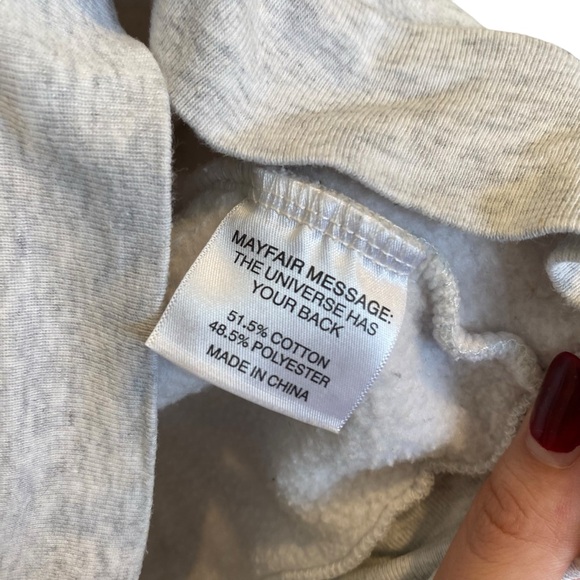 MAYFAIR MESSAGE:
THE UNIVERSE HAS
YOUR BACK
51.5% COTTON
48.5% POLYESTER
MADE IN CHINA